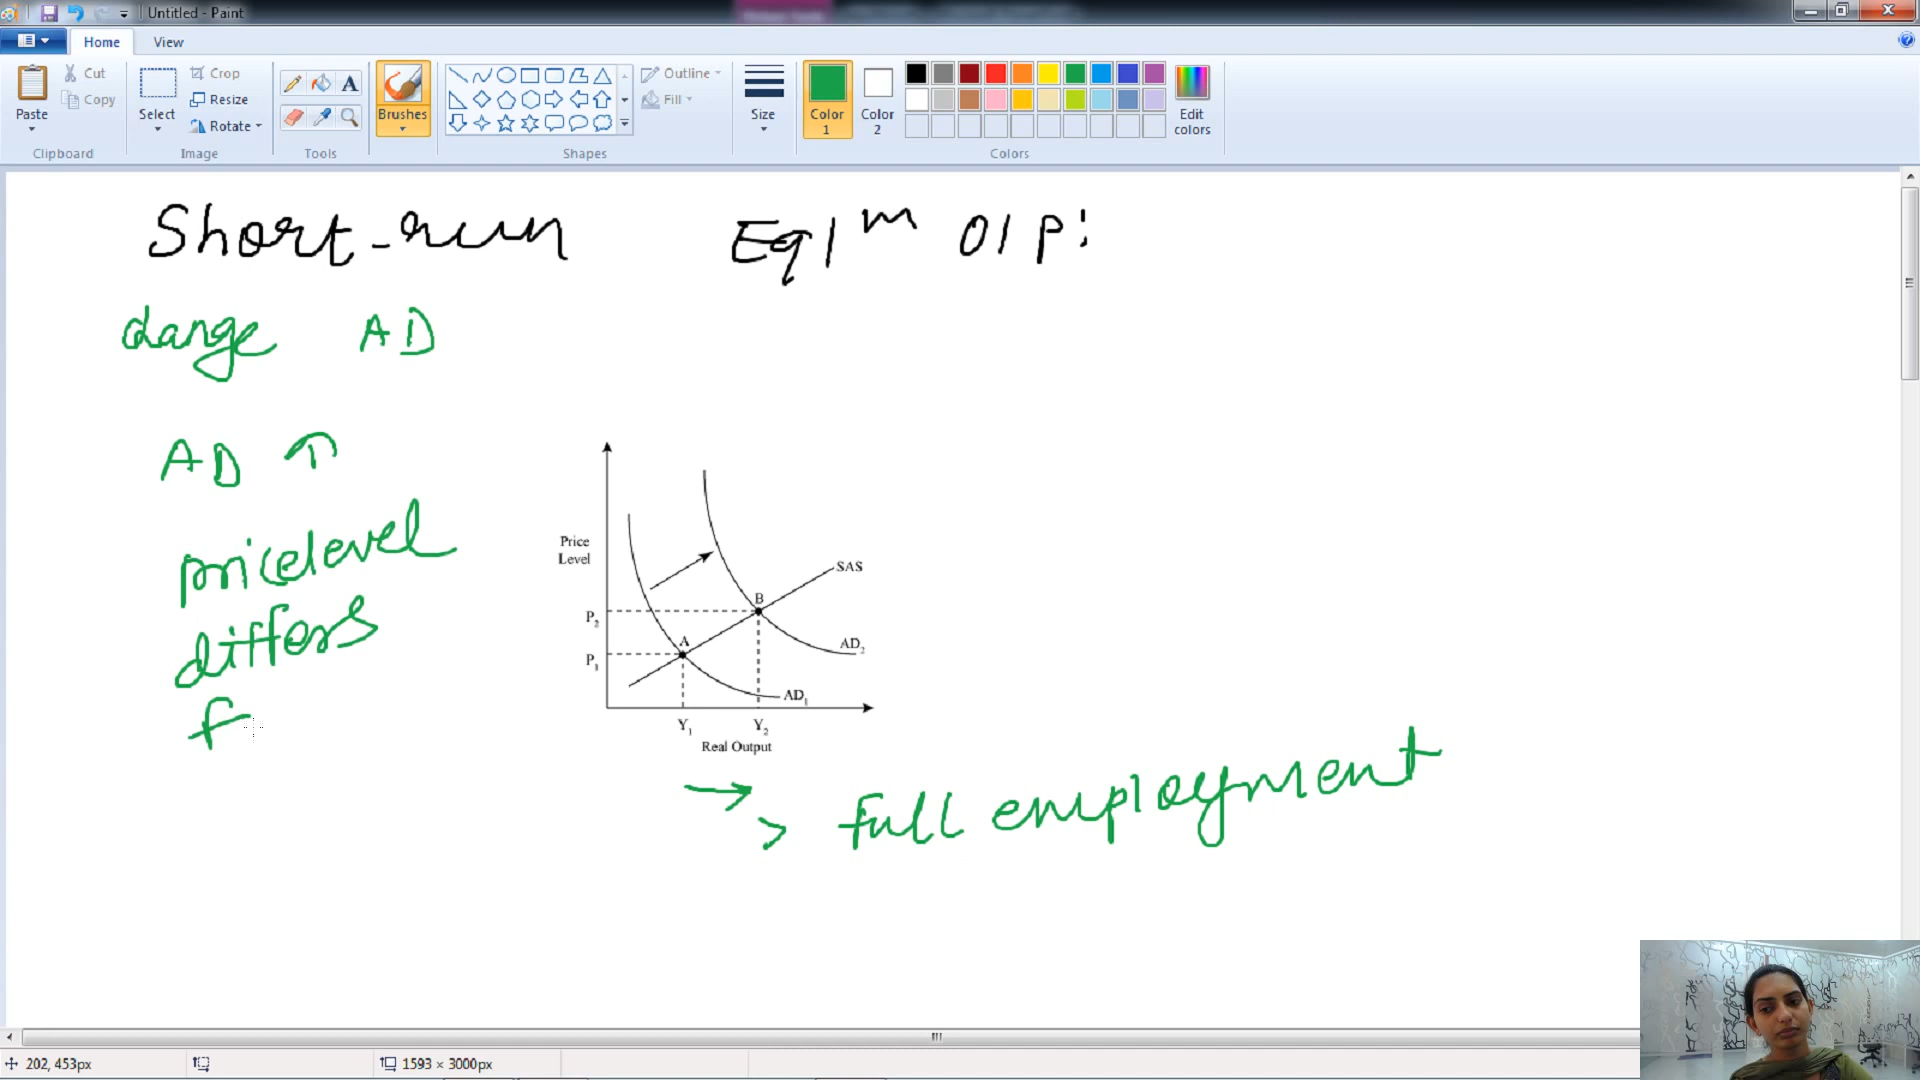 Untitled - Paint
Home View
Paste Cut Copy Clipboard
Select Crop Resize Rotate Image
Tools
Brushes
Shapes Outline Fill
Size
Color 1 Color 2 Edit colors Colors
Short-run Eqlm O/P:
AD
AD ↑
pricelevel
differs
f
Price Level
P2
P1
A
B
SAS
AD2
AD1
Y1 Y2
Real Output
→ > full employment
202, 453px 1593 × 3000px